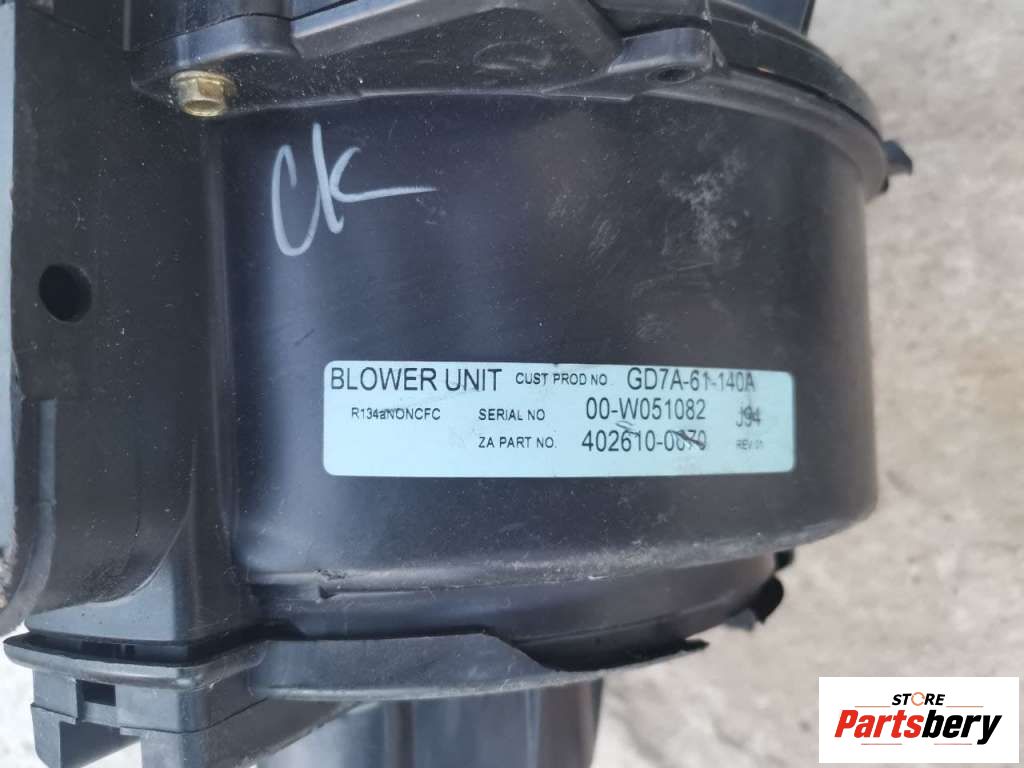 CK
BLOWER UNIT CUST PROD NO. GD7A-61-140A
R134aNONCFC SERIAL NO 00-W051082 J94
ZA PART NO. 402610-0070 REV.01
STORE
Partsbery